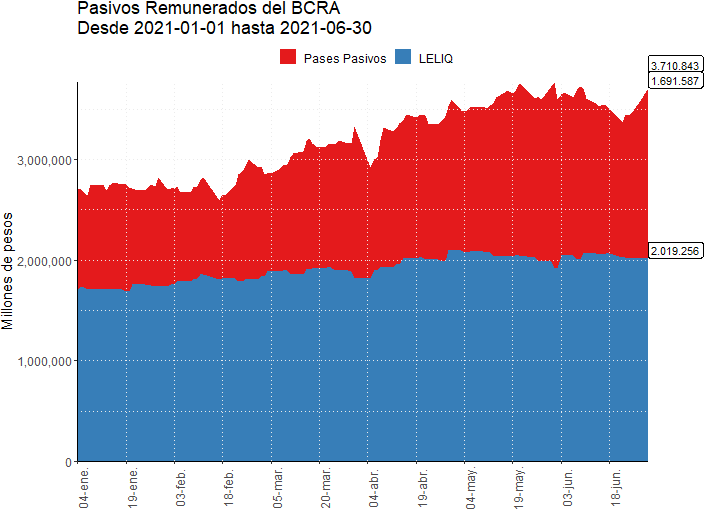 Pasivos Remunerados del BCRA
Desde 2021-01-01 hasta 2021-06-30
Pases Pasivos LELIQ
3.710.843
1.691.587
3,000,000
2.019.256
2,000,000
1,000,000
0
Millones de pesos
04-ene. 19-ene. 03-feb. 18-feb. 05-mar. 20-mar. 04-abr. 19-abr. 04-may. 19-may. 03-jun. 18-jun.